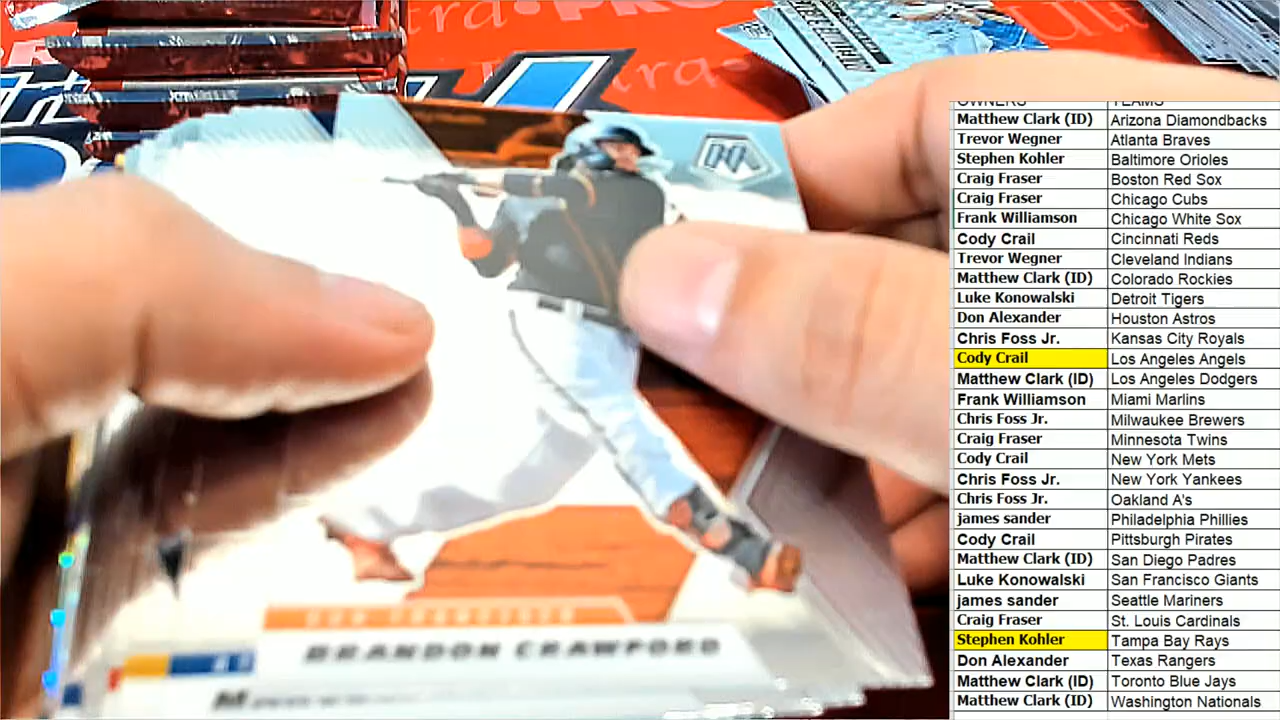 OWNERS TEAMS
Matthew Clark (ID) Arizona Diamondbacks
Trevor Wegner Atlanta Braves
Stephen Kohler Baltimore Orioles
Craig Fraser Boston Red Sox
Craig Fraser Chicago Cubs
Frank Williamson Chicago White Sox
Cody Crail Cincinnati Reds
Trevor Wegner Cleveland Indians
Matthew Clark (ID) Colorado Rockies
Luke Konowalski Detroit Tigers
Don Alexander Houston Astros
Chris Foss Jr. Kansas City Royals
Cody Crail Los Angeles Angels
Matthew Clark (ID) Los Angeles Dodgers
Frank Williamson Miami Marlins
Chris Foss Jr. Milwaukee Brewers
Craig Fraser Minnesota Twins
Cody Crail New York Mets
Chris Foss Jr. New York Yankees
Chris Foss Jr. Oakland A's
james sander Philadelphia Phillies
Cody Crail Pittsburgh Pirates
Matthew Clark (ID) San Diego Padres
Luke Konowalski San Francisco Giants
james sander Seattle Mariners
Craig Fraser St. Louis Cardinals
Stephen Kohler Tampa Bay Rays
Don Alexander Texas Rangers
Matthew Clark (ID) Toronto Blue Jays
Matthew Clark (ID) Washington Nationals
SAN FRANCISCO
BRANDON CRAWFORD